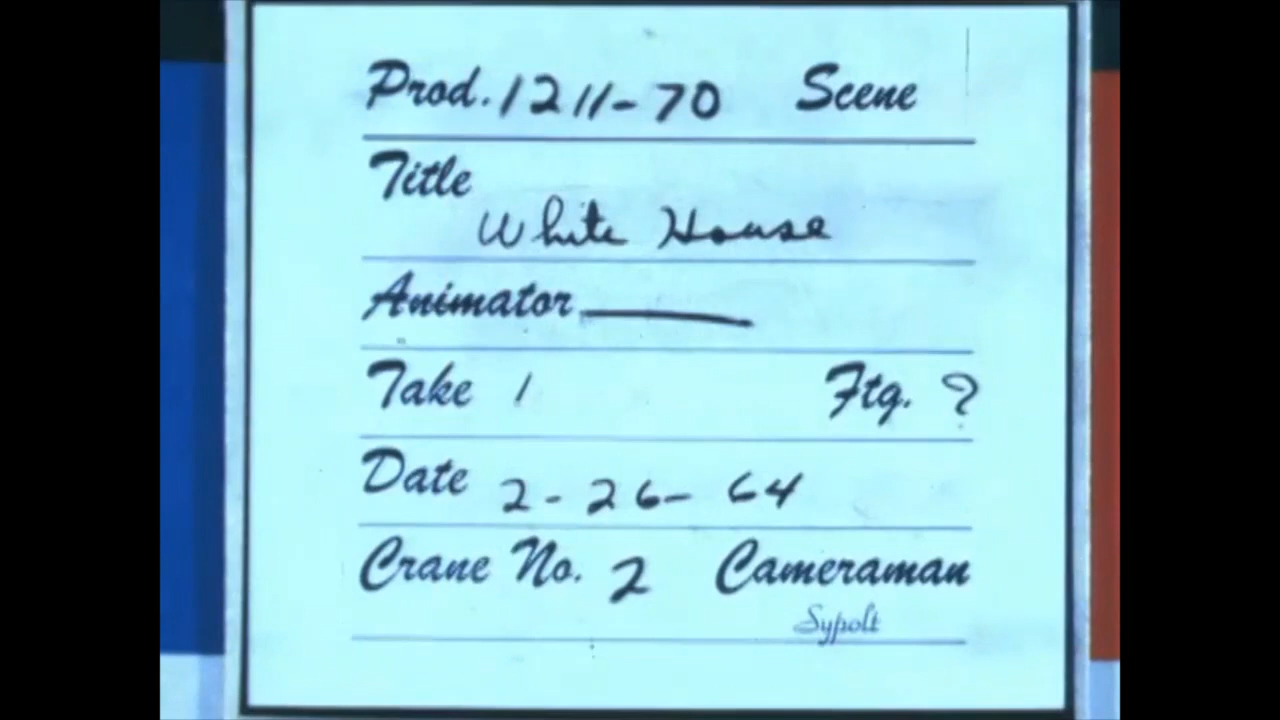 Prod. 1211-70 Scene
Title
White House
Animator —
Take 1 Ftg. ?
Date 2-26-64
Crane No. 2 Cameraman
Sypolt